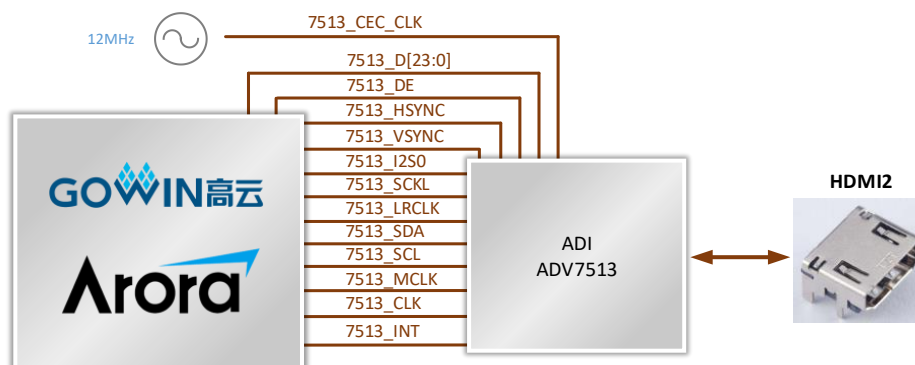 7513_CEC_CLK
12MHz
7513_D[23:0]
7513_DE
7513_HSYNC
7513_VSYNC
7513_I2S0
7513_SCKL
7513_LRCLK
7513_SDA
7513_SCL
7513_MCLK
7513_CLK
7513_INT
GOWIN高云
Arora
ADI
ADV7513
HDMI2